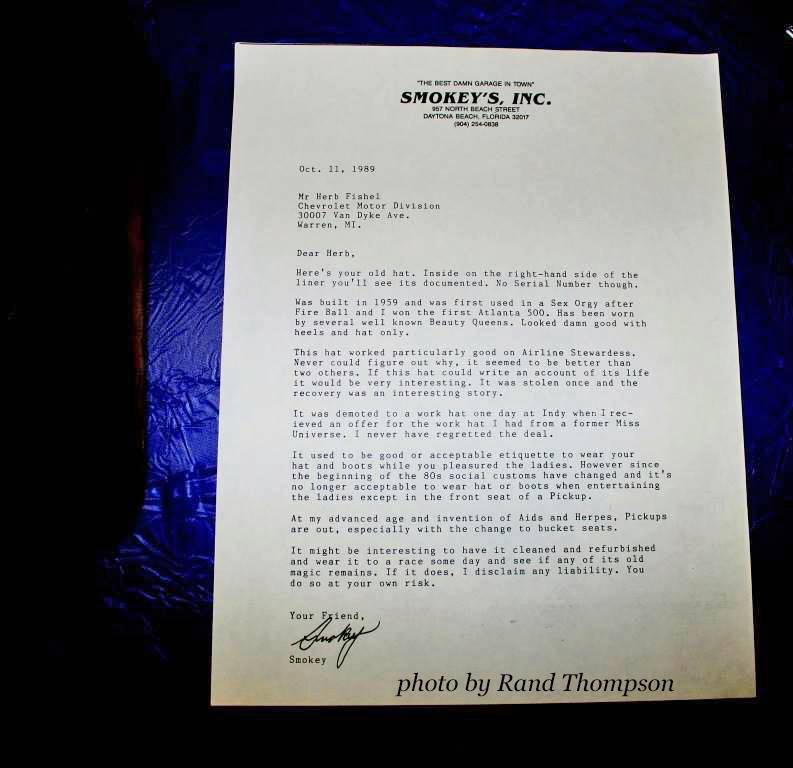 "THE BEST DAMN GARAGE IN TOWN"
SMOKEY'S, INC.
957 NORTH BEACH STREET
DAYTONA BEACH, FLORIDA 32017
(904) 254-0838
Oct. 11, 1989
Mr Herb Fishel
Chevrolet Motor Division
30007 Van Dyke Ave.
Warren, MI.
Dear Herb,
Here's your old hat. Inside on the right-hand side of the
liner you'll see its documented. No Serial Number though.
Was built in 1959 and was first used in a Sex Orgy after
Fire Ball and I won the first Atlanta 500. Has been worn
by several well known Beauty Queens. Looked damn good with
heels and hat only.
This hat worked particularly good on Airline Stewardess.
Never could figure out why, it seemed to be better than
two others. If this hat could write an account of its life
it would be very interesting. It was stolen once and the
recovery was an interesting story.
It was demoted to a work hat one day at Indy when I rec-
ieved an offer for the work hat I had from a former Miss
Universe. I never have regretted the deal.
It used to be good or acceptable etiquette to wear your
hat and boots while you pleasured the ladies. However since
the beginning of the 80s social customs have changed and it's
no longer acceptable to wear hat or boots when entertaining
the ladies except in the front seat of a Pickup.
At my advanced age and invention of Aids and Herpes, Pickups
are out, especially with the change to bucket seats.
It might be interesting to have it cleaned and refurbished
and wear it to a race some day and see if any of its old
magic remains. If it does, I disclaim any liability. You
do so at your own risk.
Your Friend,
Smokey
Smokey
photo by Rand Thompson